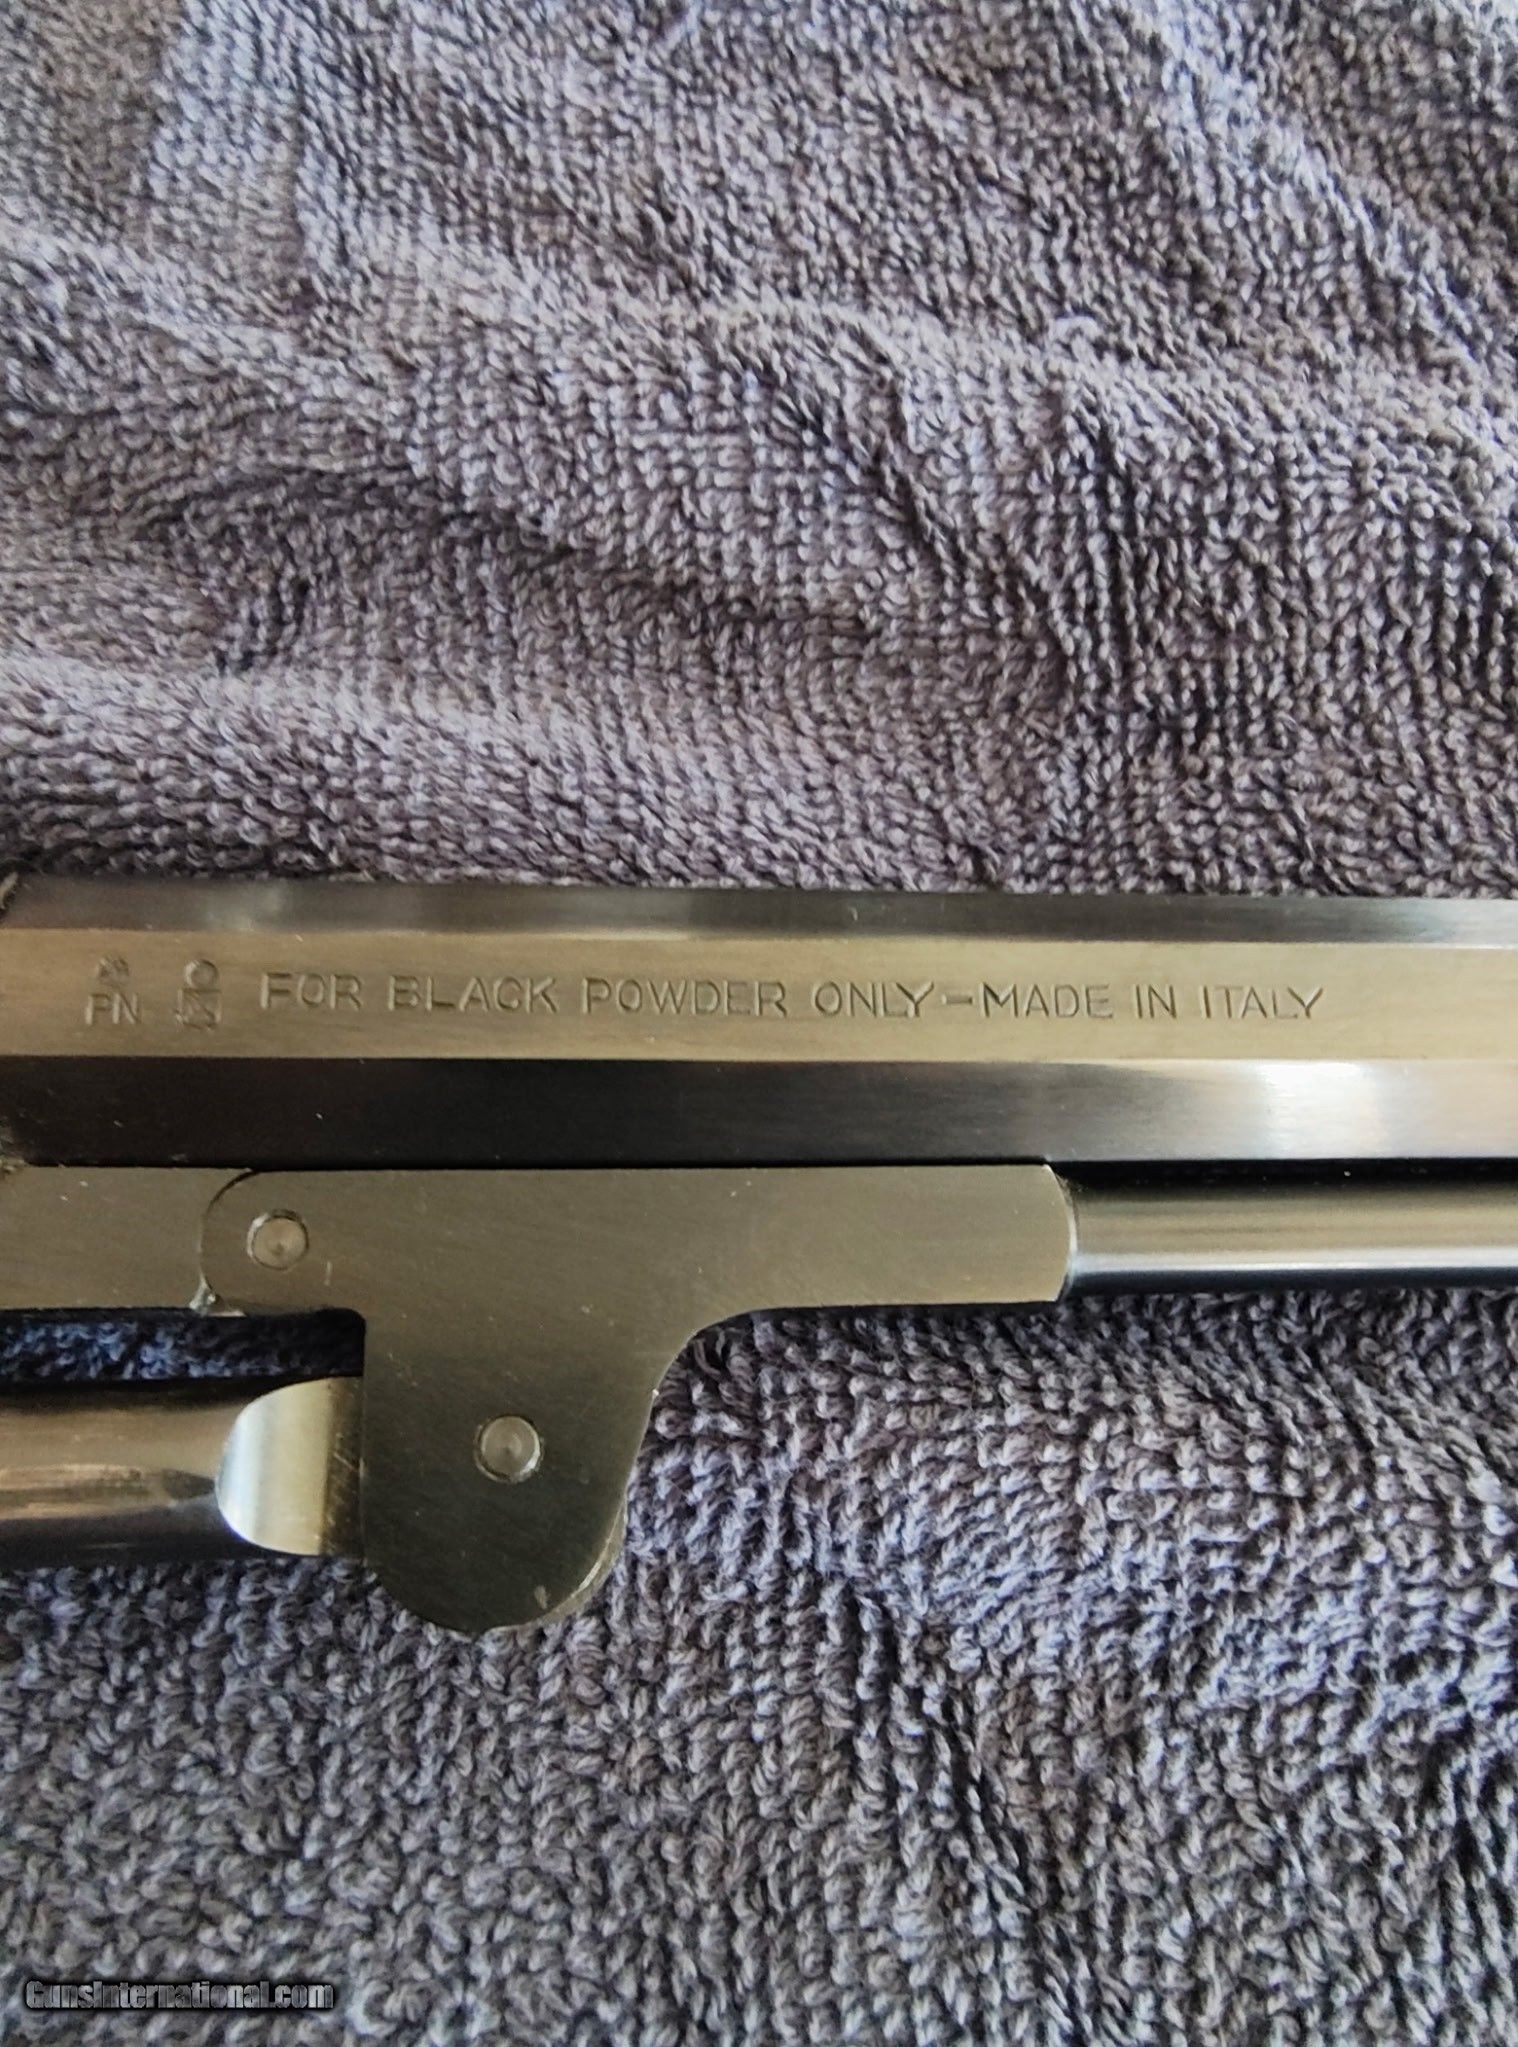 PN FOR BLACK POWDER ONLY-MADE IN ITALY
GunsInternational.com